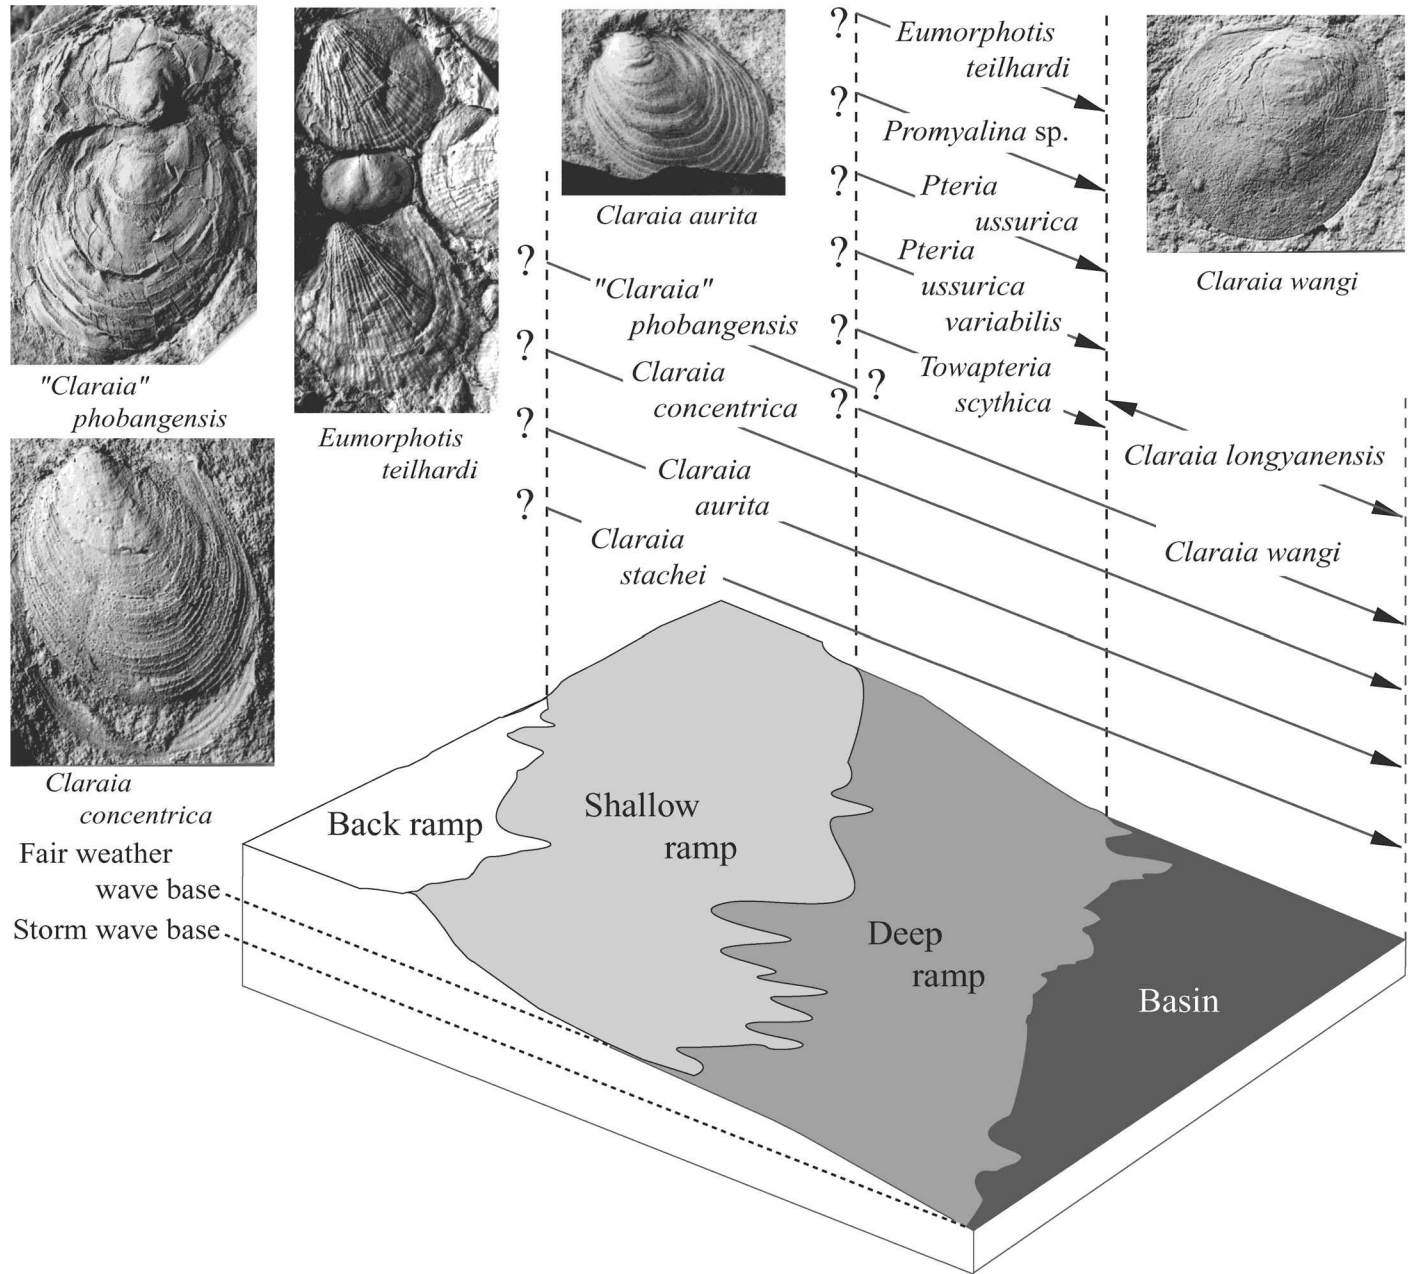 "Claraia"
phobangensis
Eumorphotis
teilhardi
Claraia aurita
Claraia wangi
Claraia
concentrica
?
Eumorphotis
teilhardi
?
Promyalina sp.
?
Pteria
ussurica
?
Pteria
ussurica
variabilis
?
Towapteria
scythica
?
"Claraia"
phobangensis
?
?
Claraia
concentrica
?
Claraia
aurita
?
Claraia
stachei
Claraia longyanensis
?
Claraia wangi
Back ramp
Shallow
ramp
Deep
ramp
Basin
Fair weather
wave base
Storm wave base